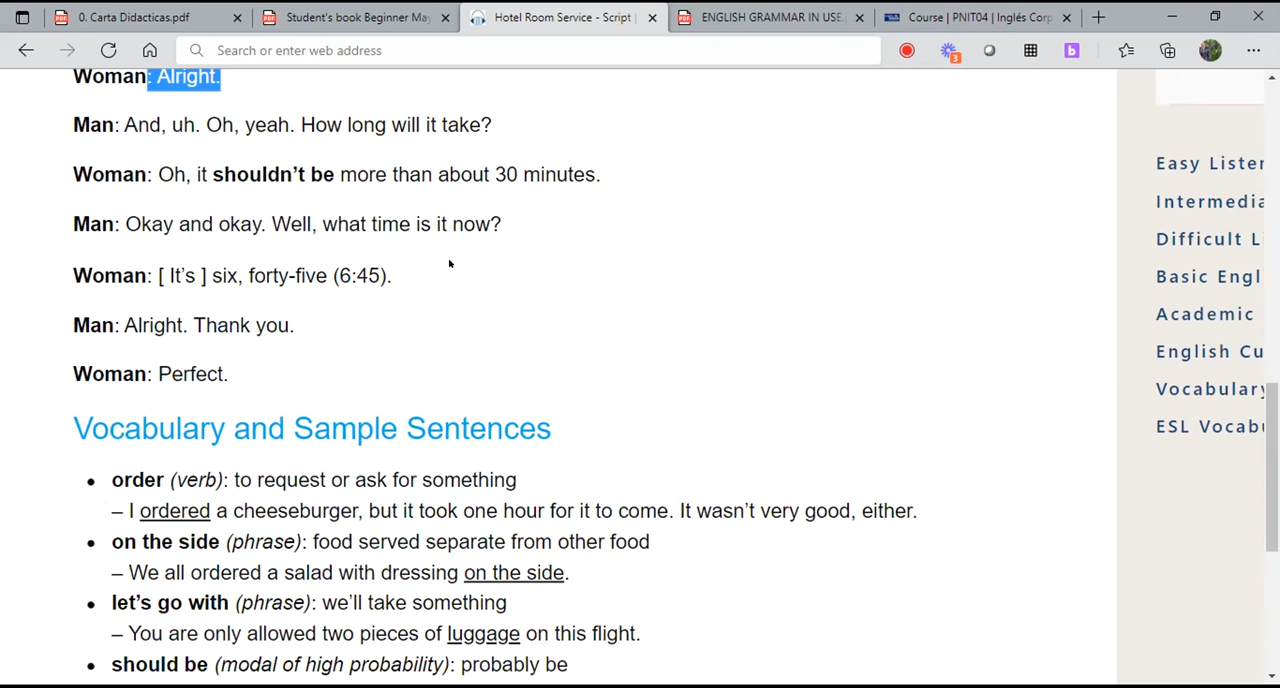 0. Carta Didacticas.pdf
Student's book Beginner May
Hotel Room Service - Script
ENGLISH GRAMMAR IN USE
Course | PNIT04 | Inglés Corp
Search or enter web address
3
b
Woman: Alright.
Man: And, uh. Oh, yeah. How long will it take?
Woman: Oh, it shouldn’t be more than about 30 minutes.
Man: Okay and okay. Well, what time is it now?
Woman: [ It’s ] six, forty-five (6:45).
Man: Alright. Thank you.
Woman: Perfect.
Vocabulary and Sample Sentences
• order (verb): to request or ask for something
– I ordered a cheeseburger, but it took one hour for it to come. It wasn’t very good, either.
• on the side (phrase): food served separate from other food
– We all ordered a salad with dressing on the side.
• let’s go with (phrase): we’ll take something
– You are only allowed two pieces of luggage on this flight.
• should be (modal of high probability): probably be
Easy Lister
Intermedia
Difficult Li
Basic Engl
Academic
English Cu
Vocabulary
ESL Vocabu